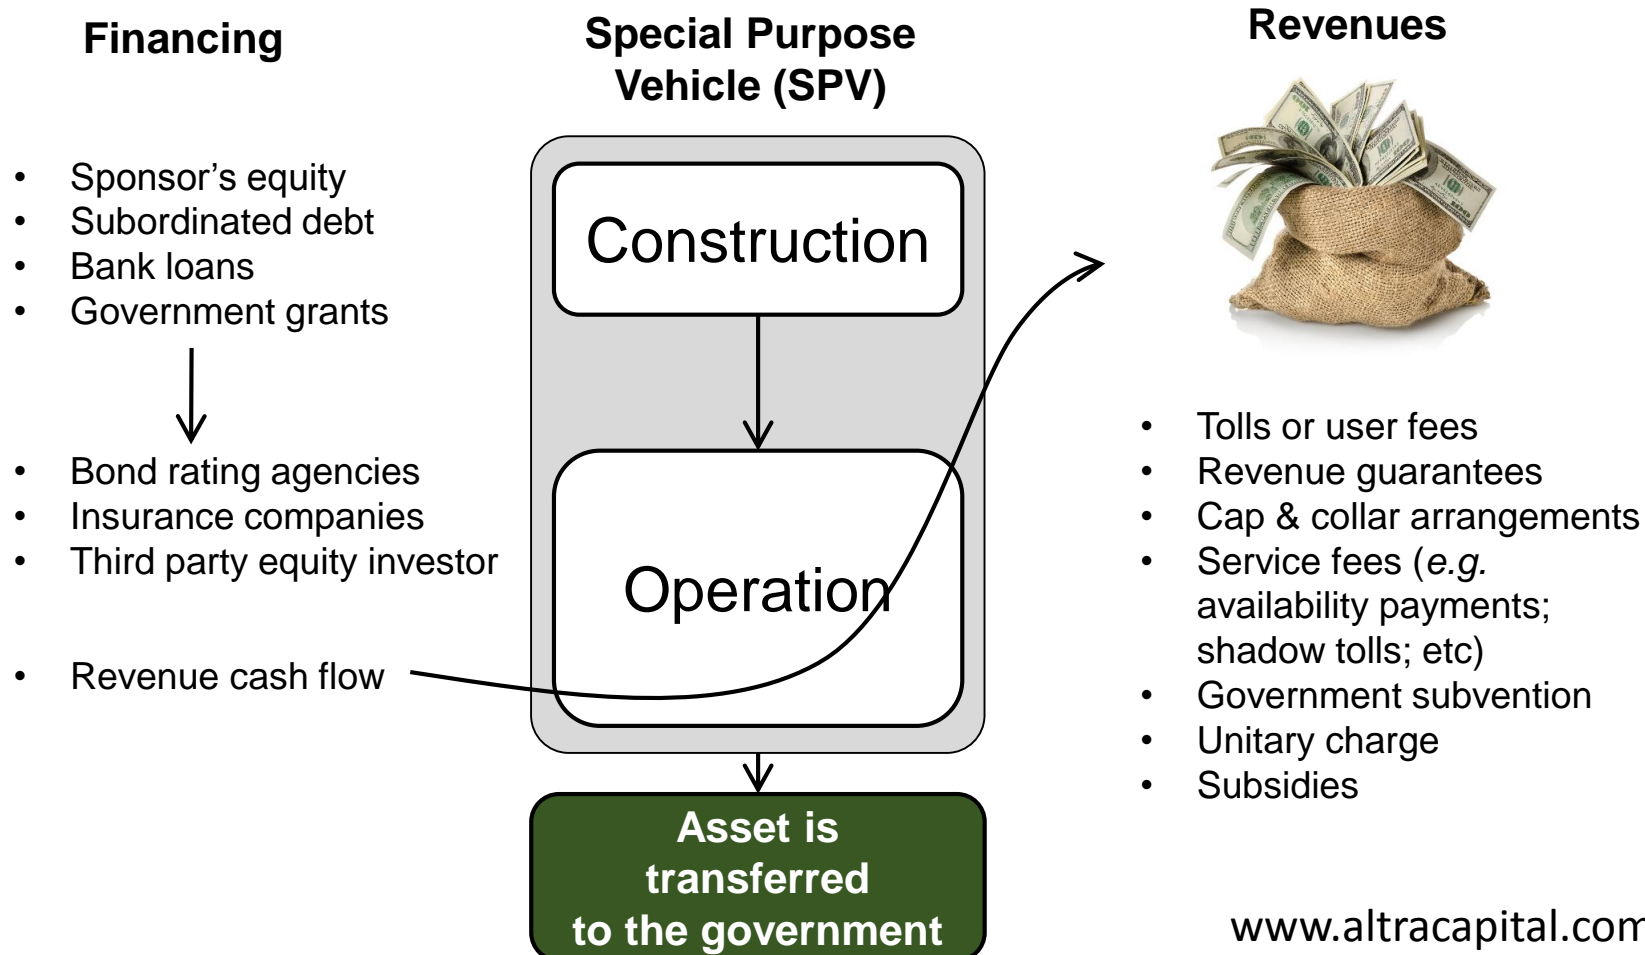 Financing
• Sponsor’s equity
• Subordinated debt
• Bank loans
• Government grants
• Bond rating agencies
• Insurance companies
• Third party equity investor
• Revenue cash flow
Special Purpose
Vehicle (SPV)
Construction
Operation
Asset is
transferred
to the government
Revenues
• Tolls or user fees
• Revenue guarantees
• Cap & collar arrangements
• Service fees (e.g.
availability payments;
shadow tolls; etc)
• Government subvention
• Unitary charge
• Subsidies
www.altracapital.com